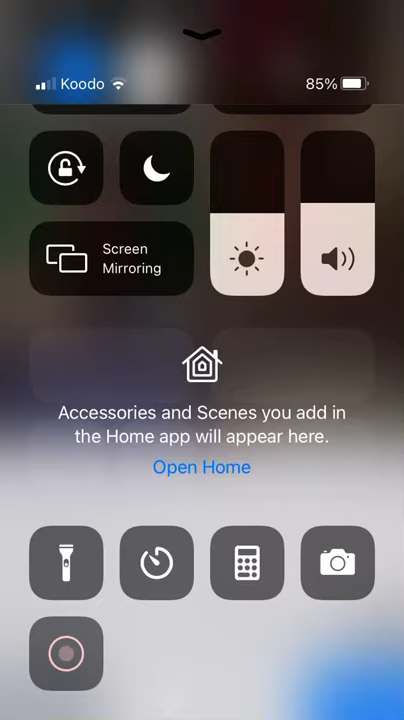 Koodo
85%
Screen
Mirroring
Accessories and Scenes you add in
the Home app will appear here.
Open Home